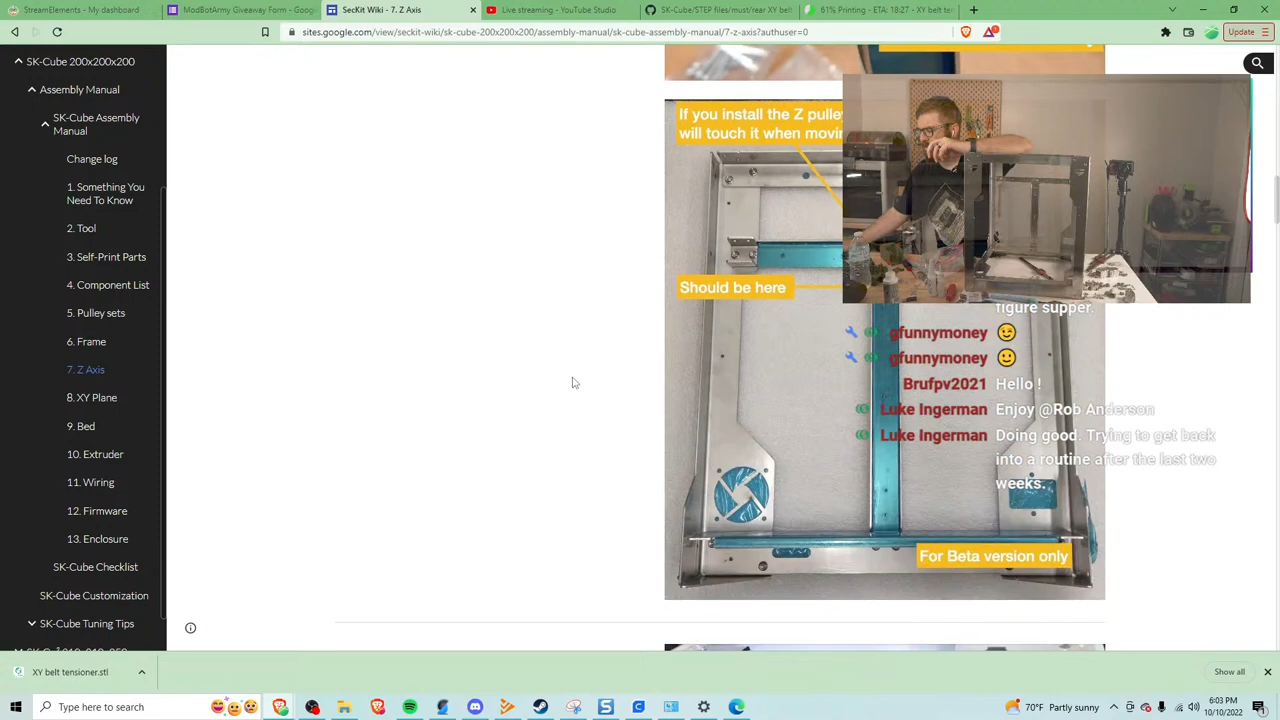 StreamElements - My dashboard
ModBotArmy Giveaway Form - G
SecKit Wiki - 7. Z Axis
Live streaming - YouTube Studio
SK-Cube/STEP files/must/rear XY bel
61% Printing - ETA: 18:27 - XY belt ten
sites.google.com/view/seckit-wiki/sk-cube-200x200x200/assembly-manual/sk-cube-assembly-manual/7-z-axis?authuser=0
Update
SK-Cube 200x200x200
Assembly Manual
SK-Cube Assembly
Manual
Change log
1. Something You
Need To Know
2. Tool
3. Self-Print Parts
4. Component List
5. Pulley sets
6. Frame
7. Z Axis
8. XY Plane
9. Bed
10. Extruder
11. Wiring
12. Firmware
13. Enclosure
SK-Cube Checklist
SK-Cube Customization
SK-Cube Tuning Tips
If you install the Z pulley
will touch it when movin
Should be here
For Beta version only
figure supper.
gfunnymoney 😉
gfunnymoney 🙂
Brufpv2021 Hello !
Luke Ingerman Enjoy @Rob Anderson
Luke Ingerman Doing good. Trying to get back
into a routine after the last two
weeks.
XY belt tensioner.stl
Show all
Type here to search
70°F Partly sunny
6:03 PM
10/10/2022